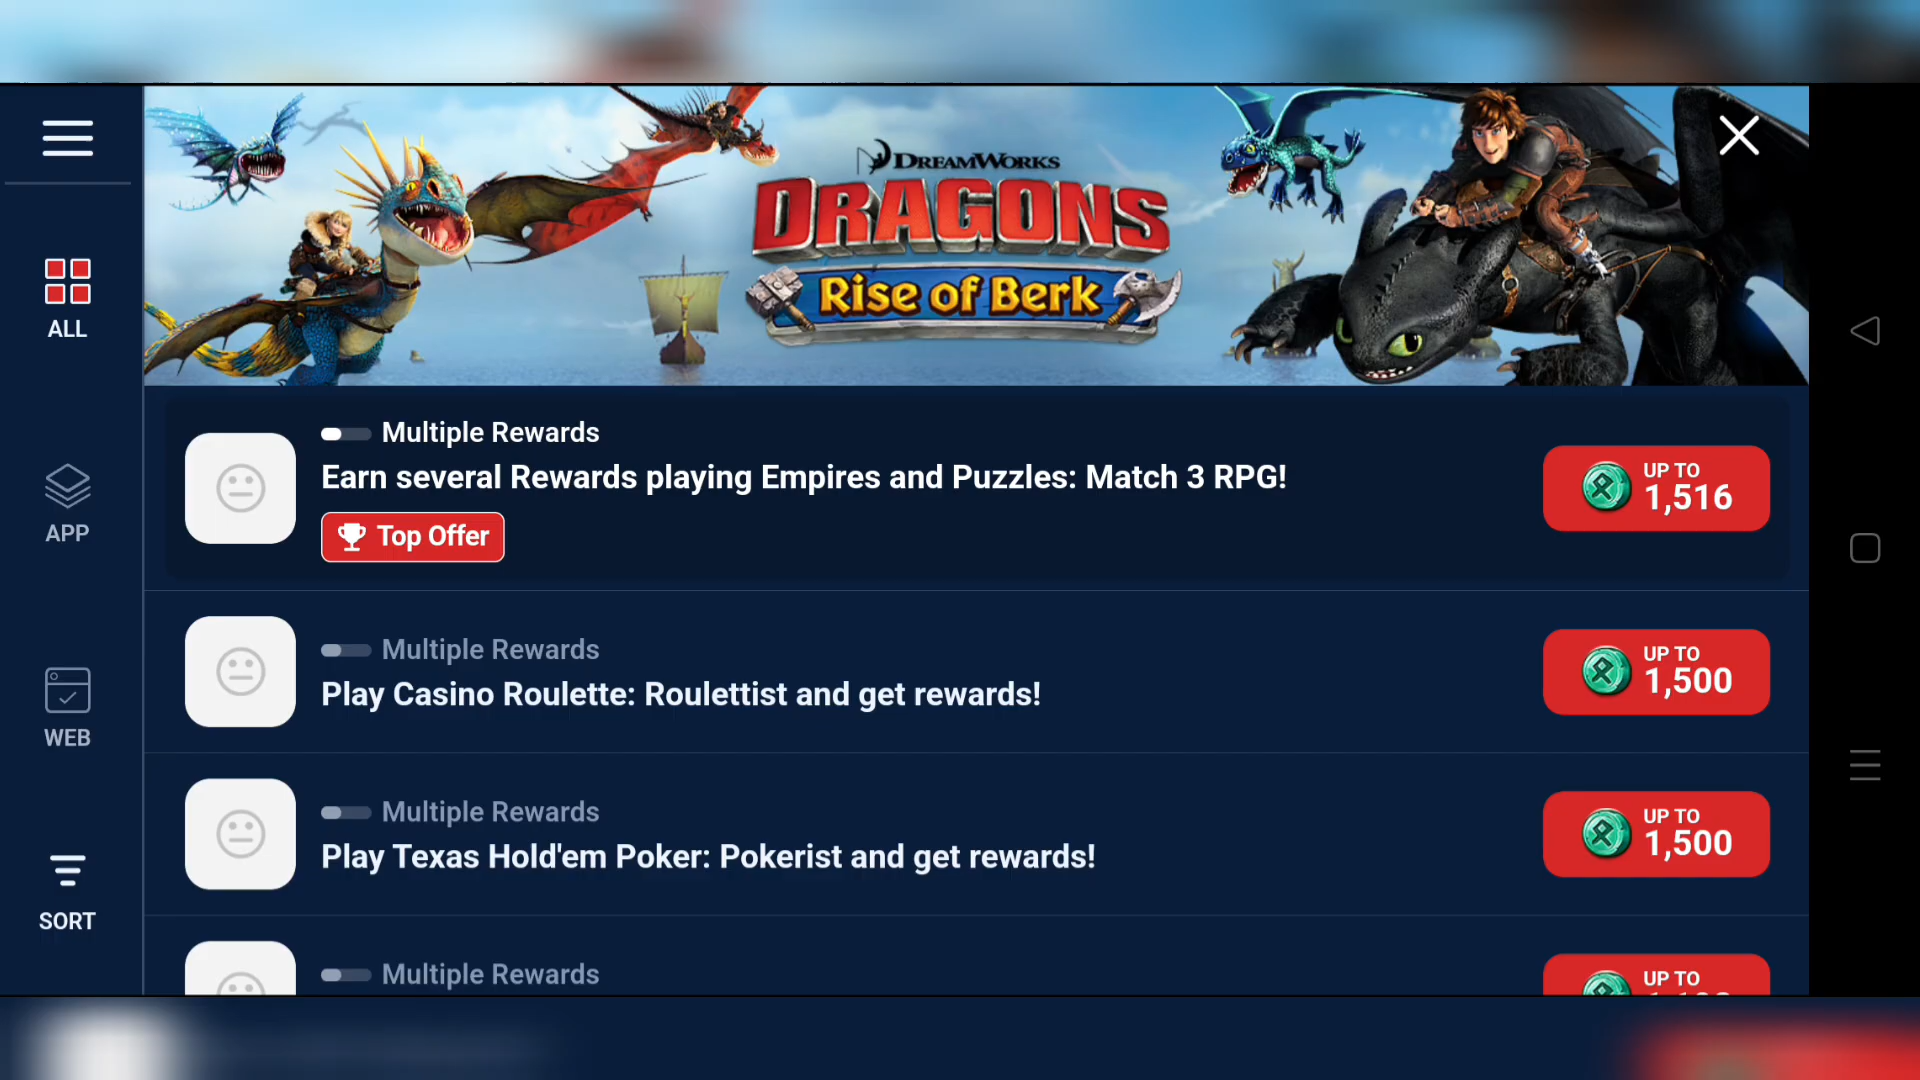 DREAMWORKS
DRAGONS
Rise of Berk
ALL
APP
WEB
SORT
Multiple Rewards
Earn several Rewards playing Empires and Puzzles: Match 3 RPG!
Top Offer
UP TO
1,516
Multiple Rewards
Play Casino Roulette: Roulettist and get rewards!
UP TO
1,500
Multiple Rewards
Play Texas Hold'em Poker: Pokerist and get rewards!
UP TO
1,500
Multiple Rewards
UP TO